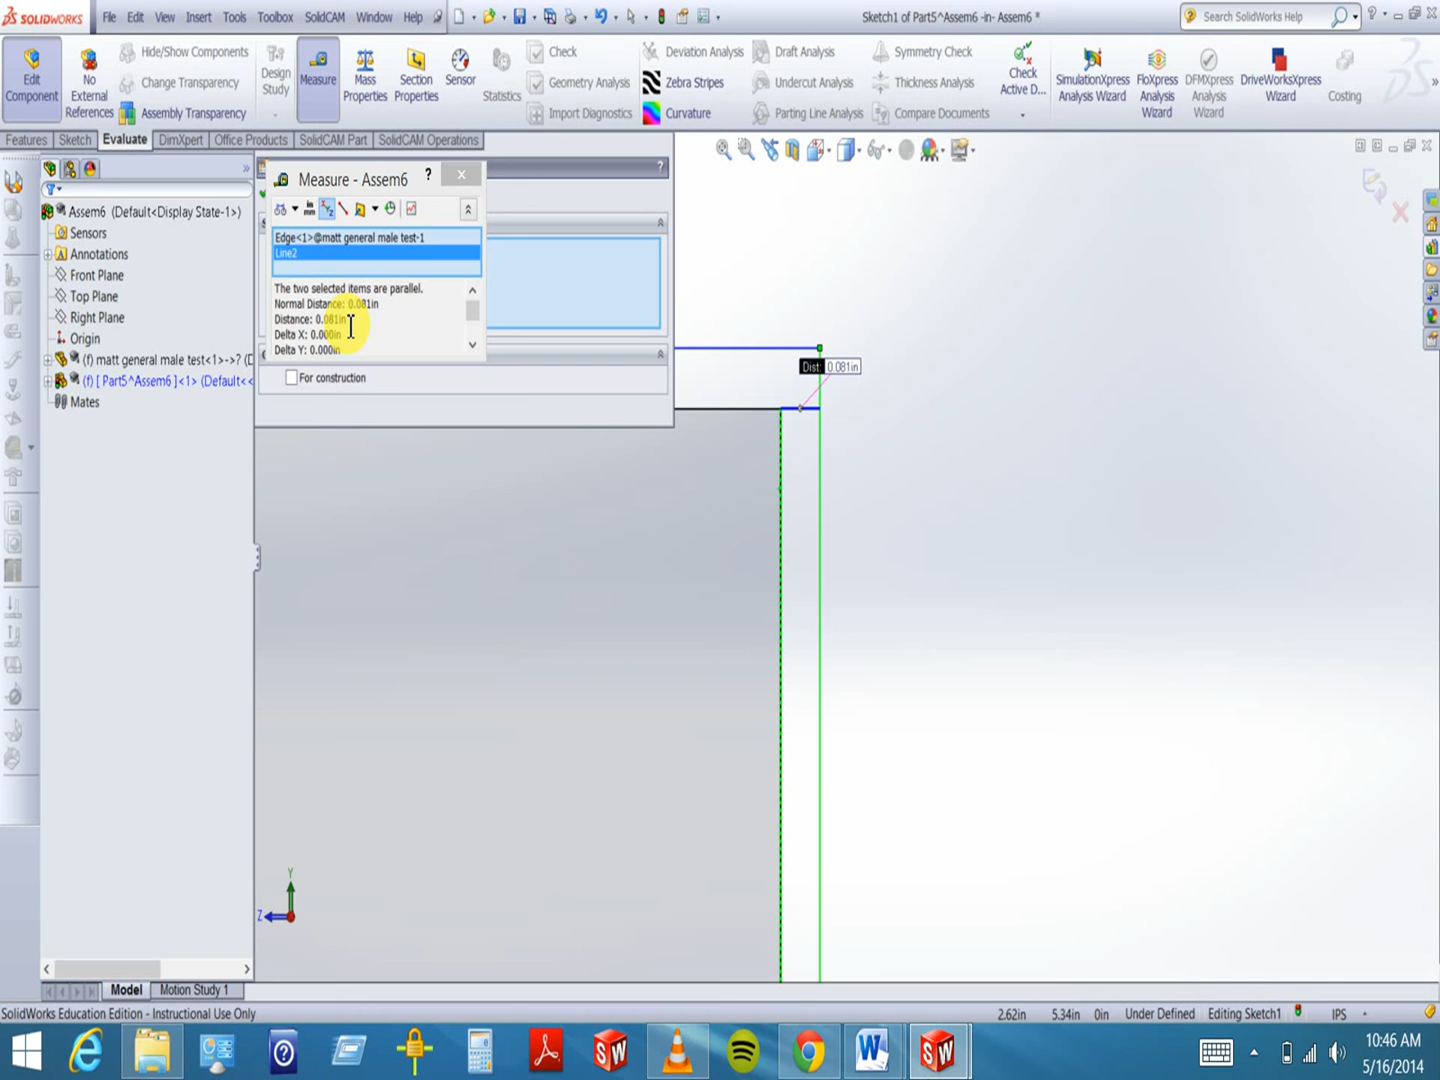 SOLIDWORKS File Edit View Insert Tools Toolbox SolidCAM Window Help Sketch1 of Part5^Assem6 -in- Assem6 * Search SolidWorks Help
Edit Component
No External References
Hide/Show Components
Change Transparency
Assembly Transparency
Design Study
Measure
Mass Properties
Section Properties
Sensor
Statistics
Check
Geometry Analysis
Import Diagnostics
Deviation Analysis
Zebra Stripes
Curvature
Draft Analysis
Undercut Analysis
Parting Line Analysis
Symmetry Check
Thickness Analysis
Compare Documents
Check Active D...
SimulationXpress Analysis Wizard
FloXpress Analysis Wizard
DFMXpress Analysis Wizard
DriveWorksXpress Wizard
Costing
Features Sketch Evaluate DimXpert Office Products SolidCAM Part SolidCAM Operations
Assem6 (Default<Display State-1>)
Sensors
Annotations
Front Plane
Top Plane
Right Plane
Origin
(f) matt general male test<1>->? (D
(f) [ Part5^Assem6 ]<1> (Default<<
Mates
Measure - Assem6 ?
Edge<1>@matt general male test-1
Line2
The two selected items are parallel.
Normal Distance: 0.081in
Distance: 0.081in
Delta X: 0.000in
Delta Y: 0.000in
For construction
Dist: 0.081in
Y
Z
Model Motion Study 1
SolidWorks Education Edition - Instructional Use Only 2.62in 5.34in 0in Under Defined Editing Sketch1 IPS
10:46 AM
5/16/2014